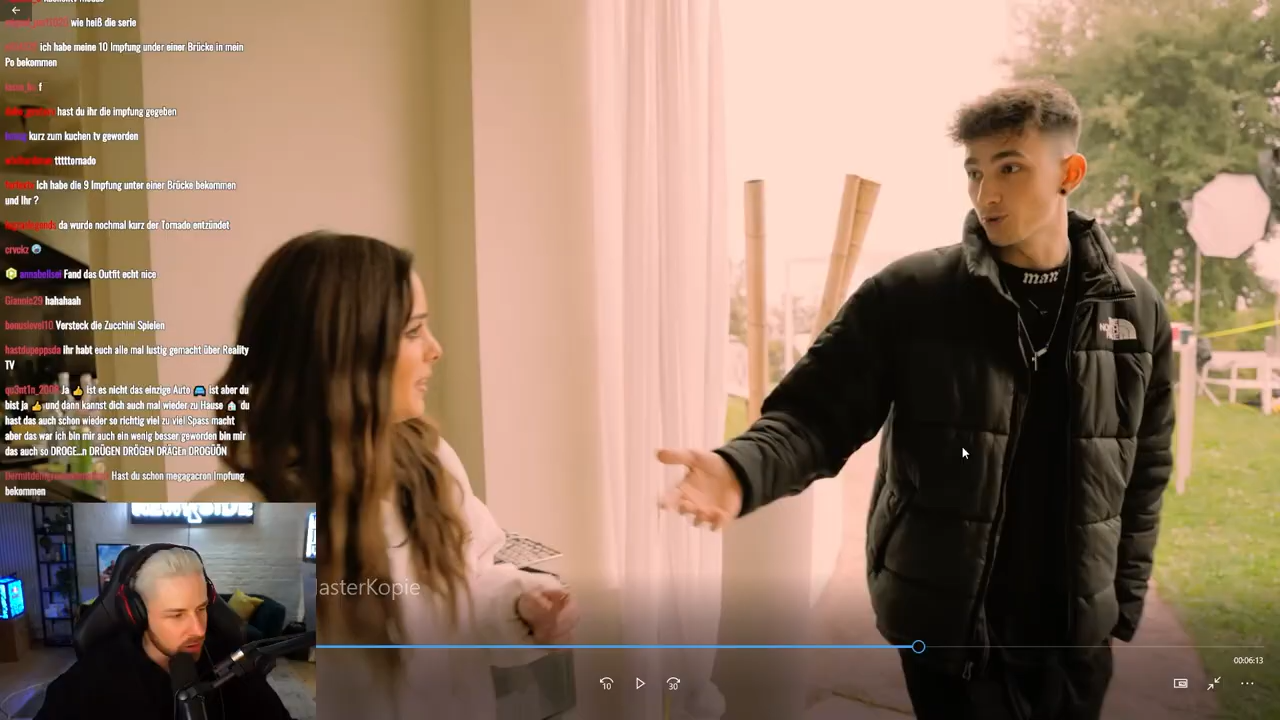 wie heiß die serie
ich habe meine 10 Impfung under einer Brücke in mein
Po bekommen
f
hast du ihr die impfung gegeben
kurz zum kuchen tv geworden
tttttornado
Ich habe die 9 Impfung unter einer Brücke bekommen
und Ihr ?
da wurde nochmal kurz der Tornado entzündet
crvckz
annabellsei Fand das Outfit echt nice
Giannie29 hahahaah
bonuslevel10 Versteck die Zucchini Spielen
hastdupeppsda ihr habt euch alle mal lustig gemacht über Reality
TV
qu3nt1n_2008 Ja 👍 ist es nicht das einzige Auto 🚘 ist aber du
bist ja 👍 und dann kannst dich auch mal wieder zu Hause 🏠 du
hast das auch schon wieder so richtig viel zu viel Spass macht
aber das war ich bin mir auch ein wenig besser geworden bin mir
das auch so DROGE...n DRÜGEN DRÖGEN DRÄGEn DROGÜÖN
Hast du schon megagacron Impfung
bekommen
man
THE
NORTH
FACE
asterKopie
00:06:13
10
30